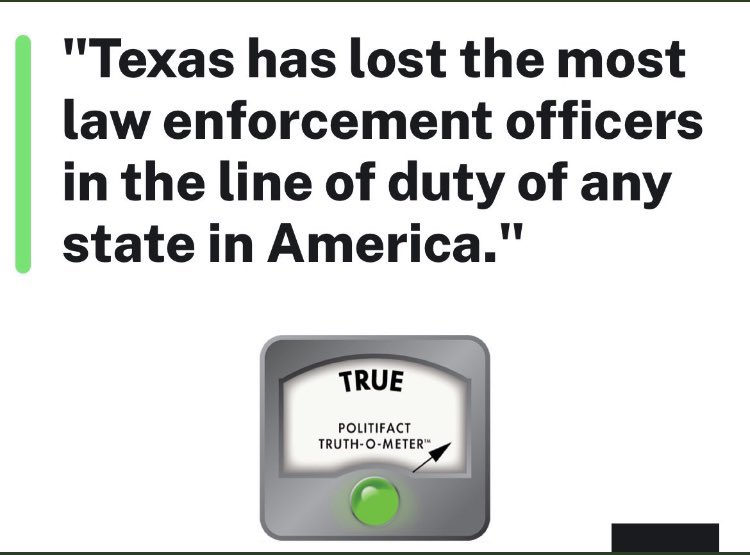 "Texas has lost the most
law enforcement officers
in the line of duty of any
state in America."
TRUE
POLITIFACT
TRUTH-O-METER™